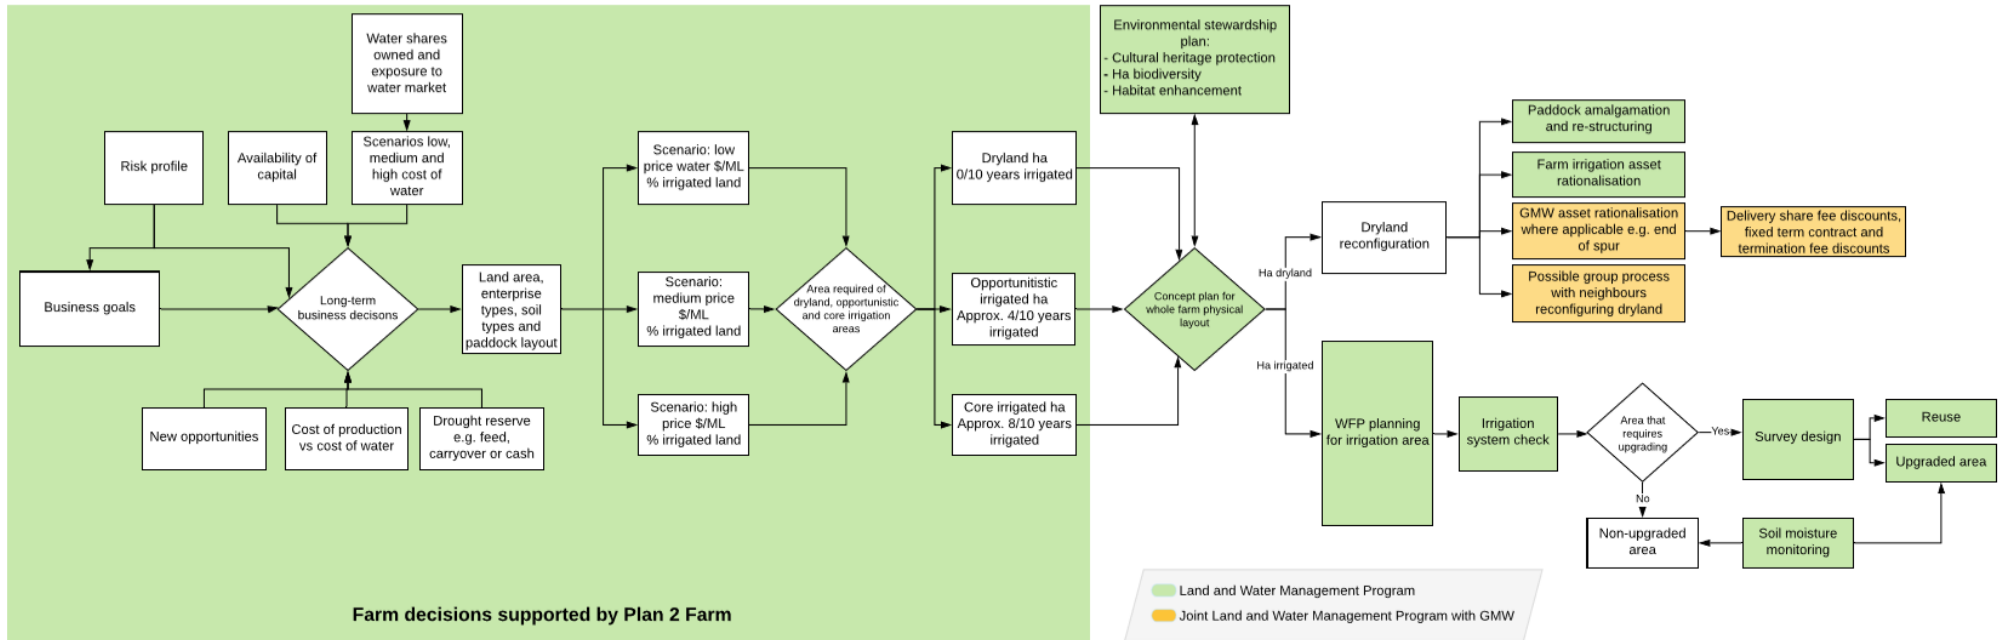 Water shares
owned and
exposure to
water market
Risk profile
Availability of
capital
Scenarios low,
medium and
high cost of
water
Business goals
Long-term
business decisons
Land area,
enterprise
types, soil
types and
paddock layout
New opportunities
Cost of production
vs cost of water
Drought reserve
e.g. feed,
carryover or cash
Scenario: low
price water $/ML
% irrigated land
Scenario:
medium price
$/ML
% irrigated land
Scenario: high
price $/ML
% irrigated land
Area required of
dryland, opportunistic
and core irrigation
areas
Dryland ha
0/10 years irrigated
Opportunitistic
irrigated ha
Approx. 4/10 years
irrigated
Core irrigated ha
Approx. 8/10 years
irrigated
Farm decisions supported by Plan 2 Farm
Environmental stewardship
plan:
- Cultural heritage protection
- Ha biodiversity
- Habitat enhancement
Concept plan for
whole farm physical
layout
Ha dryland
Ha irrigated
Dryland
reconfiguration
Paddock amalgamation
and re-structuring
Farm irrigation asset
rationalisation
GMW asset rationalisation
where applicable e.g. end
of spur
Delivery share fee discounts,
fixed term contract and
termination fee discounts
Possible group process
with neighbours
reconfiguring dryland
WFP planning
for irrigation area
Irrigation
system check
Area that
requires
upgrading
Yes
No
Survey design
Reuse
Upgraded area
Non-upgraded
area
Soil moisture
monitoring
Land and Water Management Program
Joint Land and Water Management Program with GMW